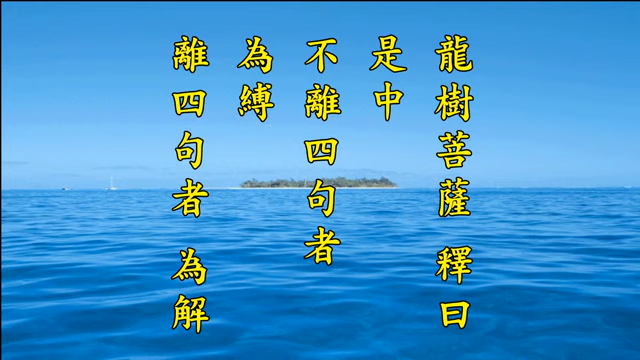 龍樹菩薩 釋曰
是中
不離四句者
為縛
離四句者 為解